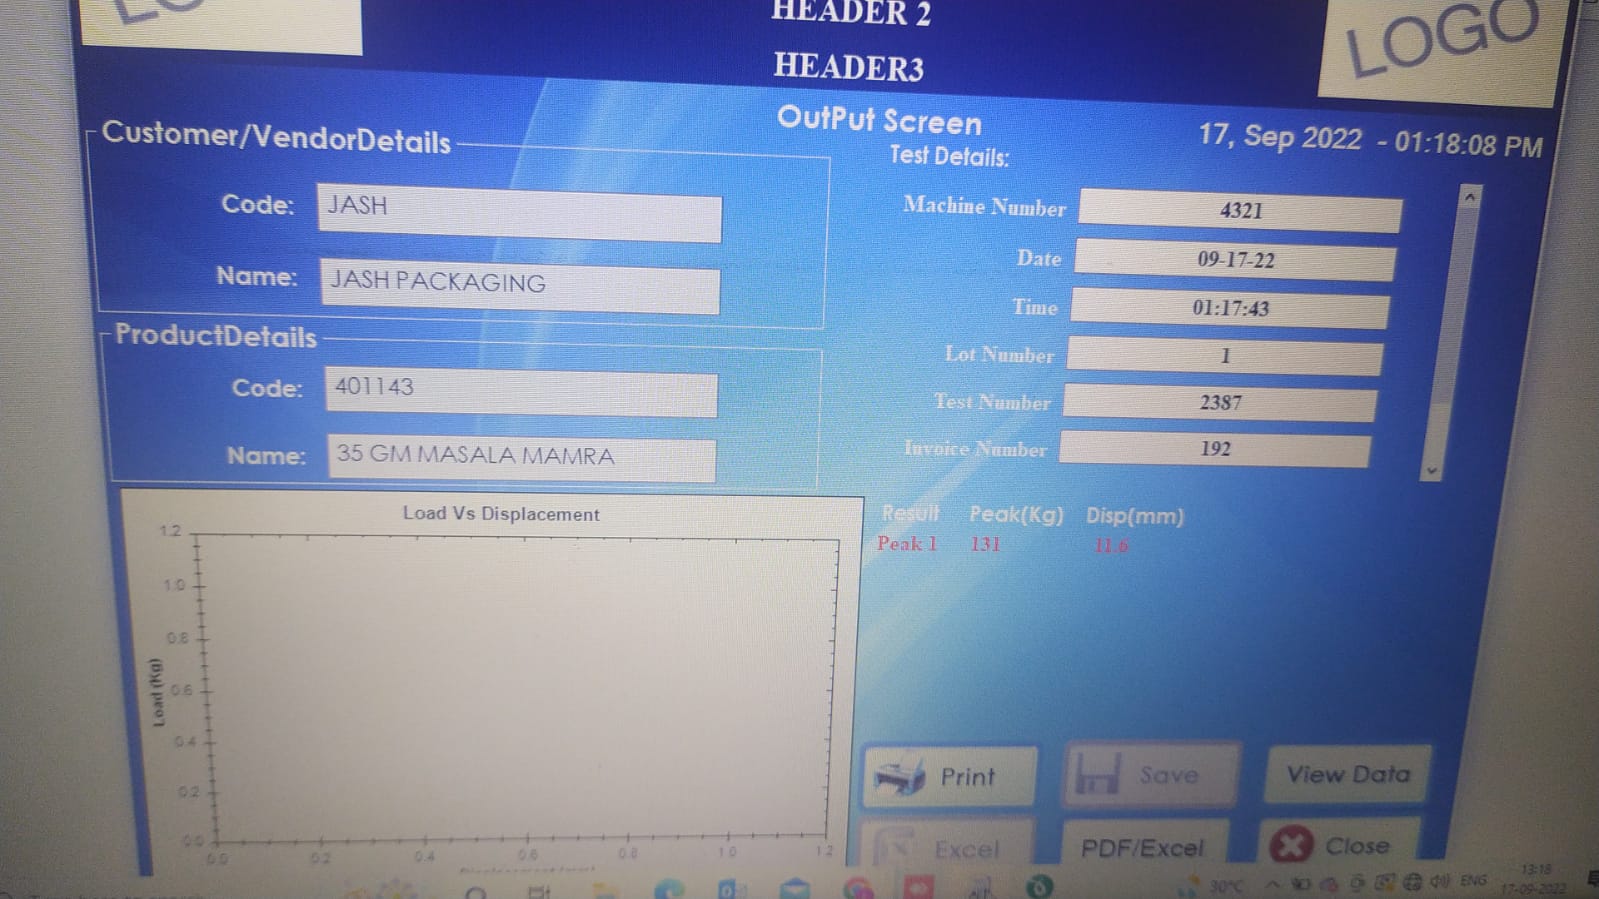 LOGO
HEADER 2
HEADER3
OutPut Screen
17, Sep 2022 - 01:18:08 PM
Customer/VendorDetails
Code: JASH
Name: JASH PACKAGING
ProductDetails
Code: 401143
Name: 35 GM MASALA MAMRA
Test Details:
Machine Number 4321
Date 09-17-22
Time 01:17:43
Lot Number 1
Test Number 2387
Invoice Number 192
Result Peak(Kg) Disp(mm)
Peak 1 131 11.6
Load Vs Displacement
Load (Kg)
1.2
1.0
0.8
0.6
0.4
0.2
0.0
0.0 0.2 0.4 0.6 0.8 1.0 1.2
Print Save View Data
Excel PDF/Excel Close
30°C ENG 13:18
17-09-2022